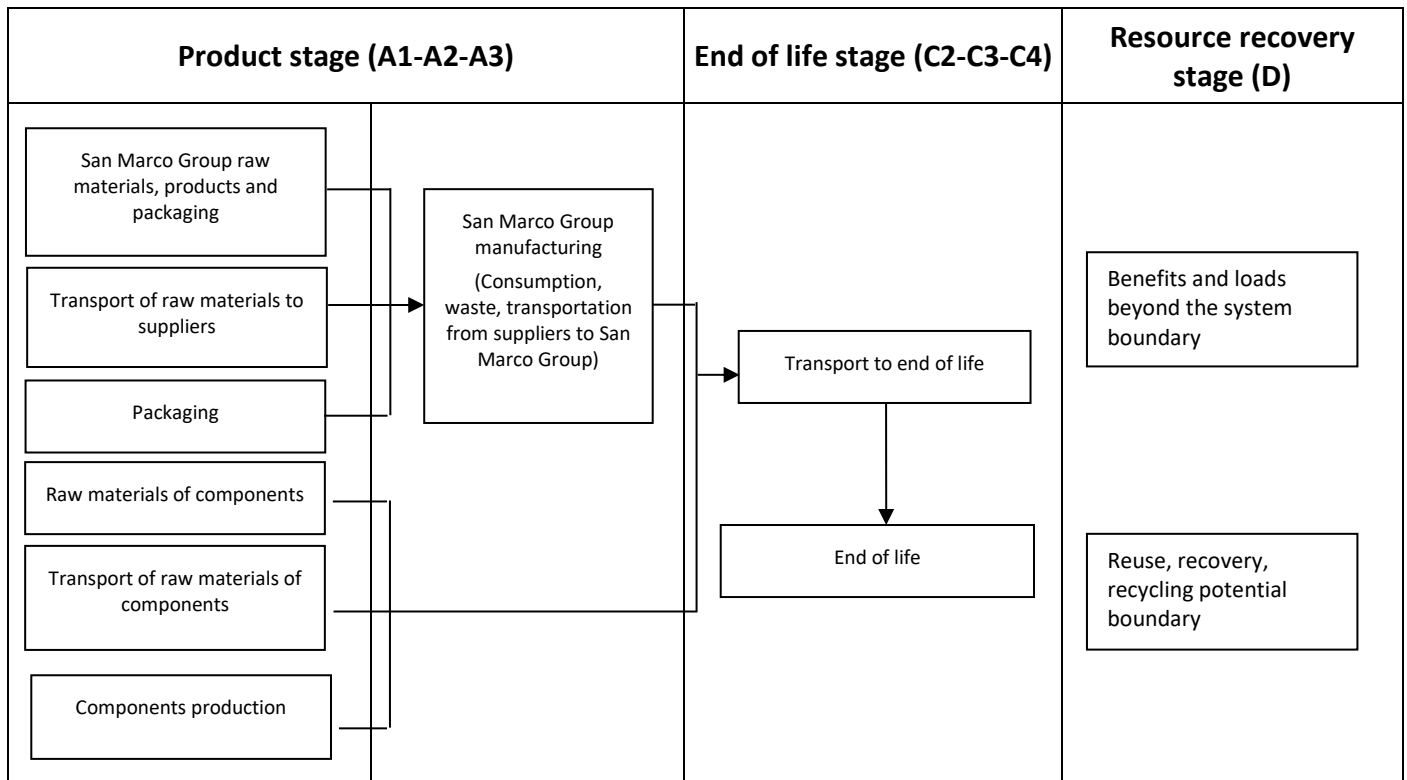 Product stage (A1-A2-A3)
End of life stage (C2-C3-C4)
Resource recovery
stage (D)
San Marco Group raw
materials, products and
packaging
Transport of raw materials to
suppliers
Packaging
Raw materials of components
Transport of raw materials of
components
Components production
San Marco Group
manufacturing
(Consumption,
waste, transportation
from suppliers to San
Marco Group)
Transport to end of life
End of life
Benefits and loads
beyond the system
boundary
Reuse, recovery,
recycling potential
boundary